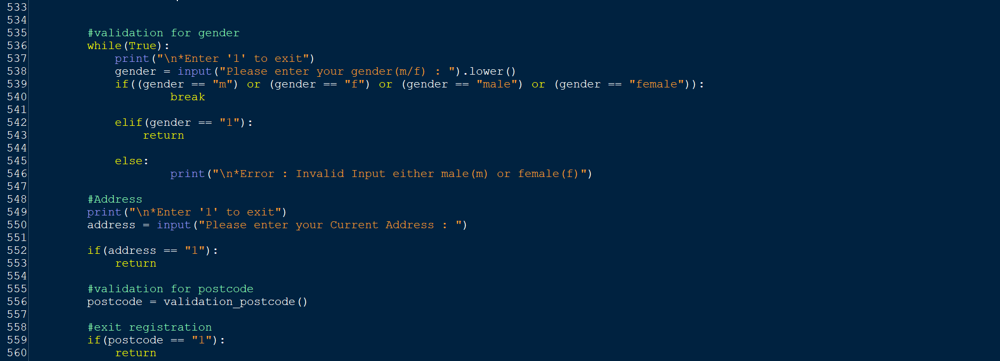 533
534
535 #validation for gender
536 while(True):
537 print("\n*Enter '1' to exit")
538 gender = input("Please enter your gender(m/f) : ").lower()
539 if((gender == "m") or (gender == "f") or (gender == "male") or (gender == "female")):
540 break
541
542 elif(gender == "1"):
543 return
544
545 else:
546 print("\n*Error : Invalid Input either male(m) or female(f)")
547
548 #Address
549 print("\n*Enter '1' to exit")
550 address = input("Please enter your Current Address : ")
551
552 if(address == "1"):
553 return
554
555 #validation for postcode
556 postcode = validation_postcode()
557
558 #exit registration
559 if(postcode == "1"):
560 return